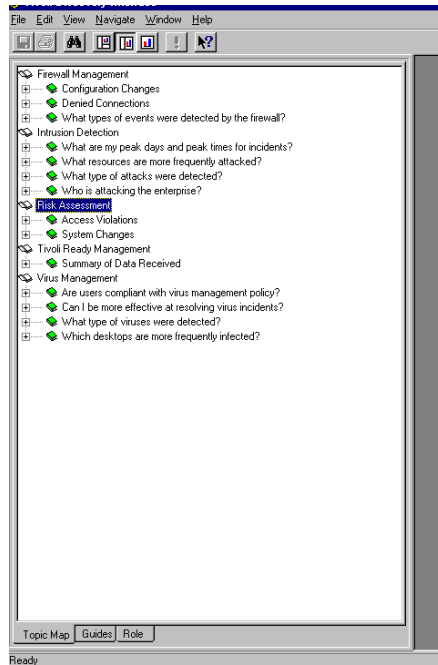 File Edit View Navigate Window Help
Firewall Management
Configuration Changes
Denied Connections
What types of events were detected by the firewall?
Intrusion Detection
What are my peak days and peak times for incidents?
What resources are more frequently attacked?
What type of attacks were detected?
Who is attacking the enterprise?
Risk Assessment
Access Violations
System Changes
Tivoli Ready Management
Summary of Data Received
Virus Management
Are users compliant with virus management policy?
Can I be more effective at resolving virus incidents?
What type of viruses were detected?
Which desktops are more frequently infected?
Topic Map Guides Role
Ready